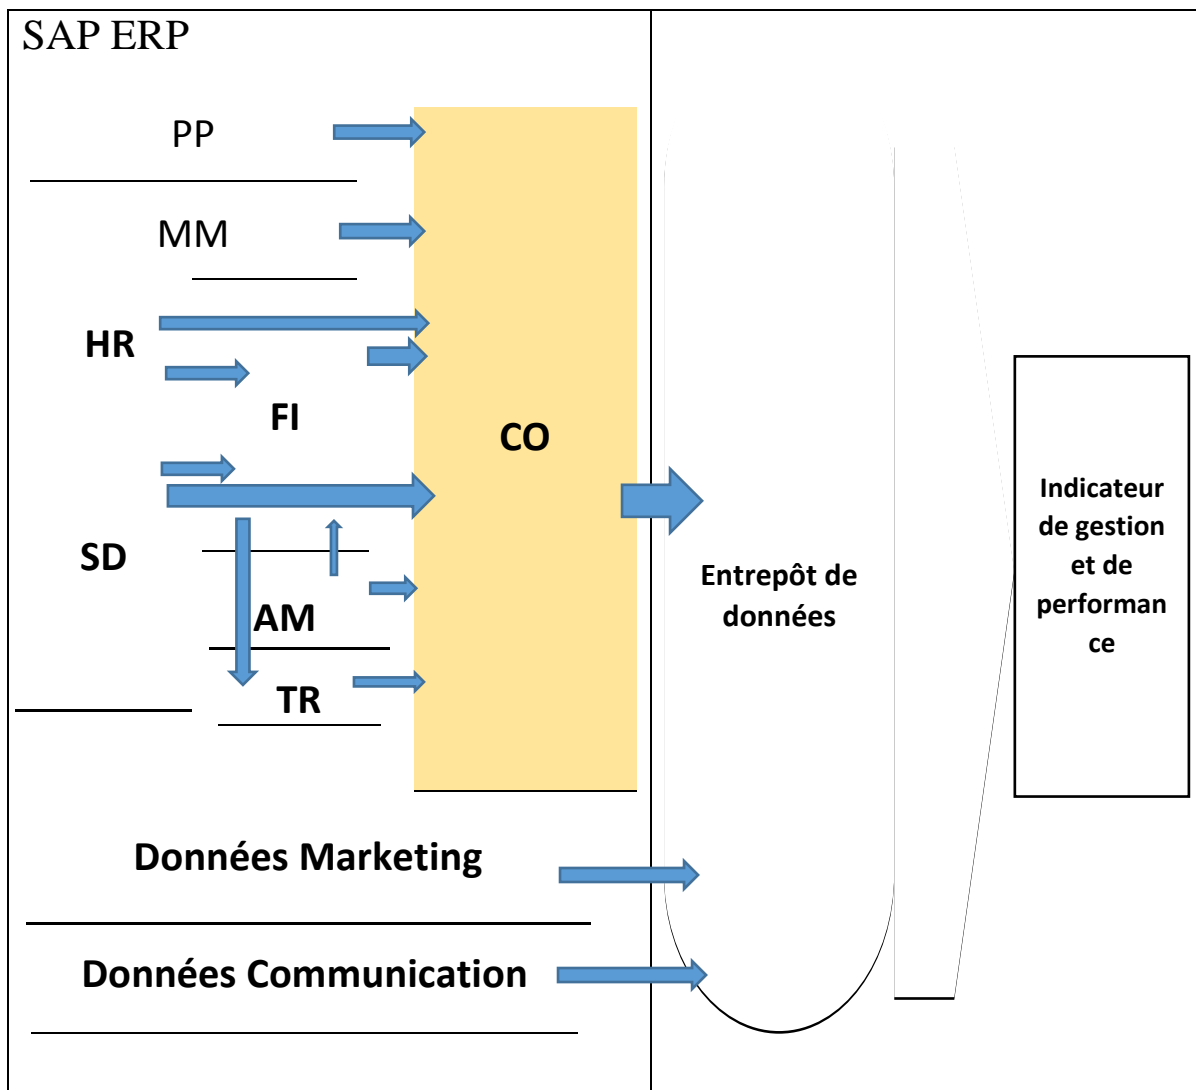 SAP ERP
PP
MM
HR
FI
CO
SD
AM
TR
Entrepôt de
données
Indicateur
de gestion
et de
performan
ce
Données Marketing
Données Communication